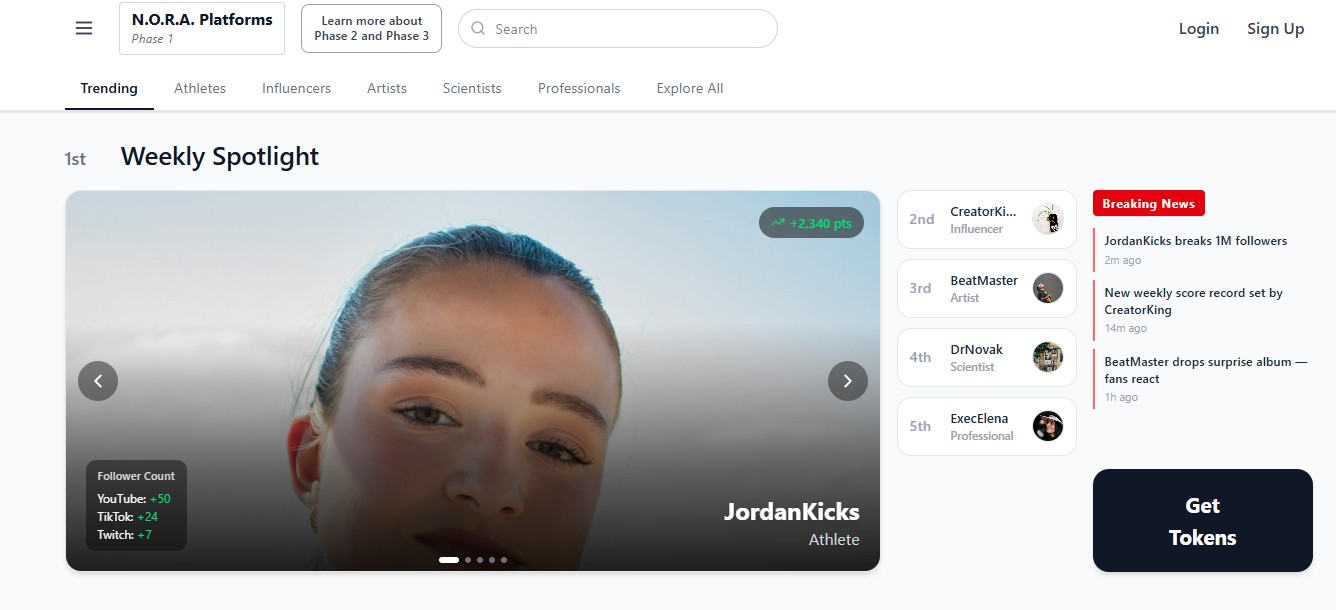 N.O.R.A. Platforms
Phase 1
Learn more about
Phase 2 and Phase 3
Search
Login
Sign Up
Trending
Athletes
Influencers
Artists
Scientists
Professionals
Explore All
1st
Weekly Spotlight
+2,340 pts
Follower Count
YouTube: +50
TikTok: +24
Twitch: +7
JordanKicks
Athlete
2nd
CreatorKi...
Influencer
3rd
BeatMaster
Artist
4th
DrNovak
Scientist
5th
ExecElena
Professional
Breaking News
JordanKicks breaks 1M followers
2m ago
New weekly score record set by
CreatorKing
14m ago
BeatMaster drops surprise album —
fans react
1h ago
Get
Tokens